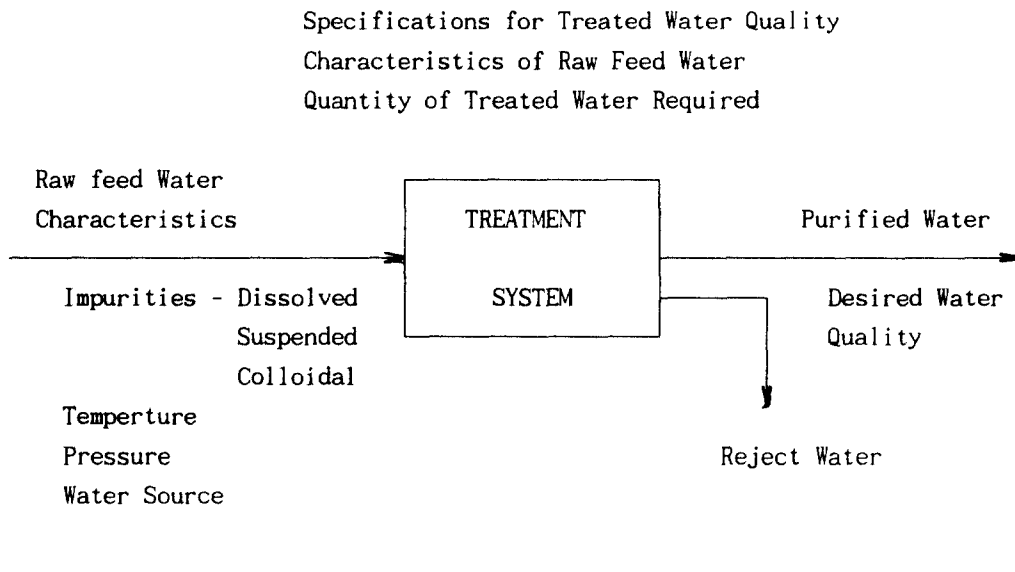 Specifications for Treated Water Quality
Characteristics of Raw Feed Water
Quantity of Treated Water Required
Raw feed Water
Characteristics
TREATMENT
SYSTEM
Purified Water
Impurities - Dissolved
Suspended
Colloidal
Desired Water
Quality
Temperture
Pressure
Water Source
Reject Water